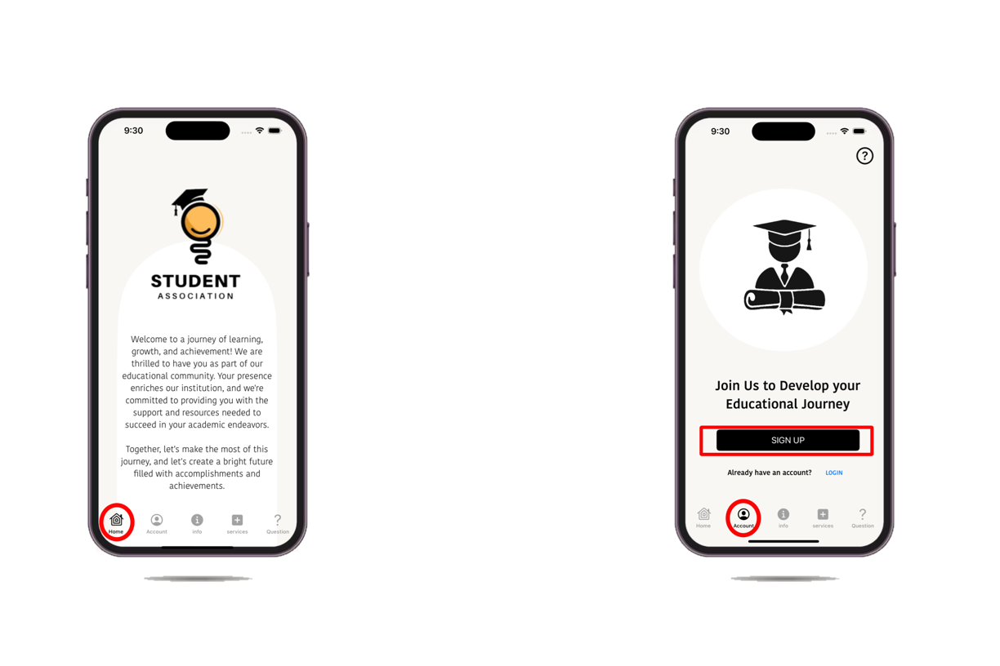 9:30
STUDENT
ASSOCIATION
Welcome to a journey of learning,
growth, and achievement! We are
thrilled to have you as part of our
educational community. Your presence
enriches our institution, and we're
committed to providing you with the
support and resources needed to
succeed in your academic endeavors.
Together, let's make the most of this
journey, and let's create a bright future
filled with accomplishments and
achievements.
Home Account info services Question
9:30
?
Join Us to Develop your
Educational Journey
SIGN UP
Already have an account? LOGIN
Home Account info services Question